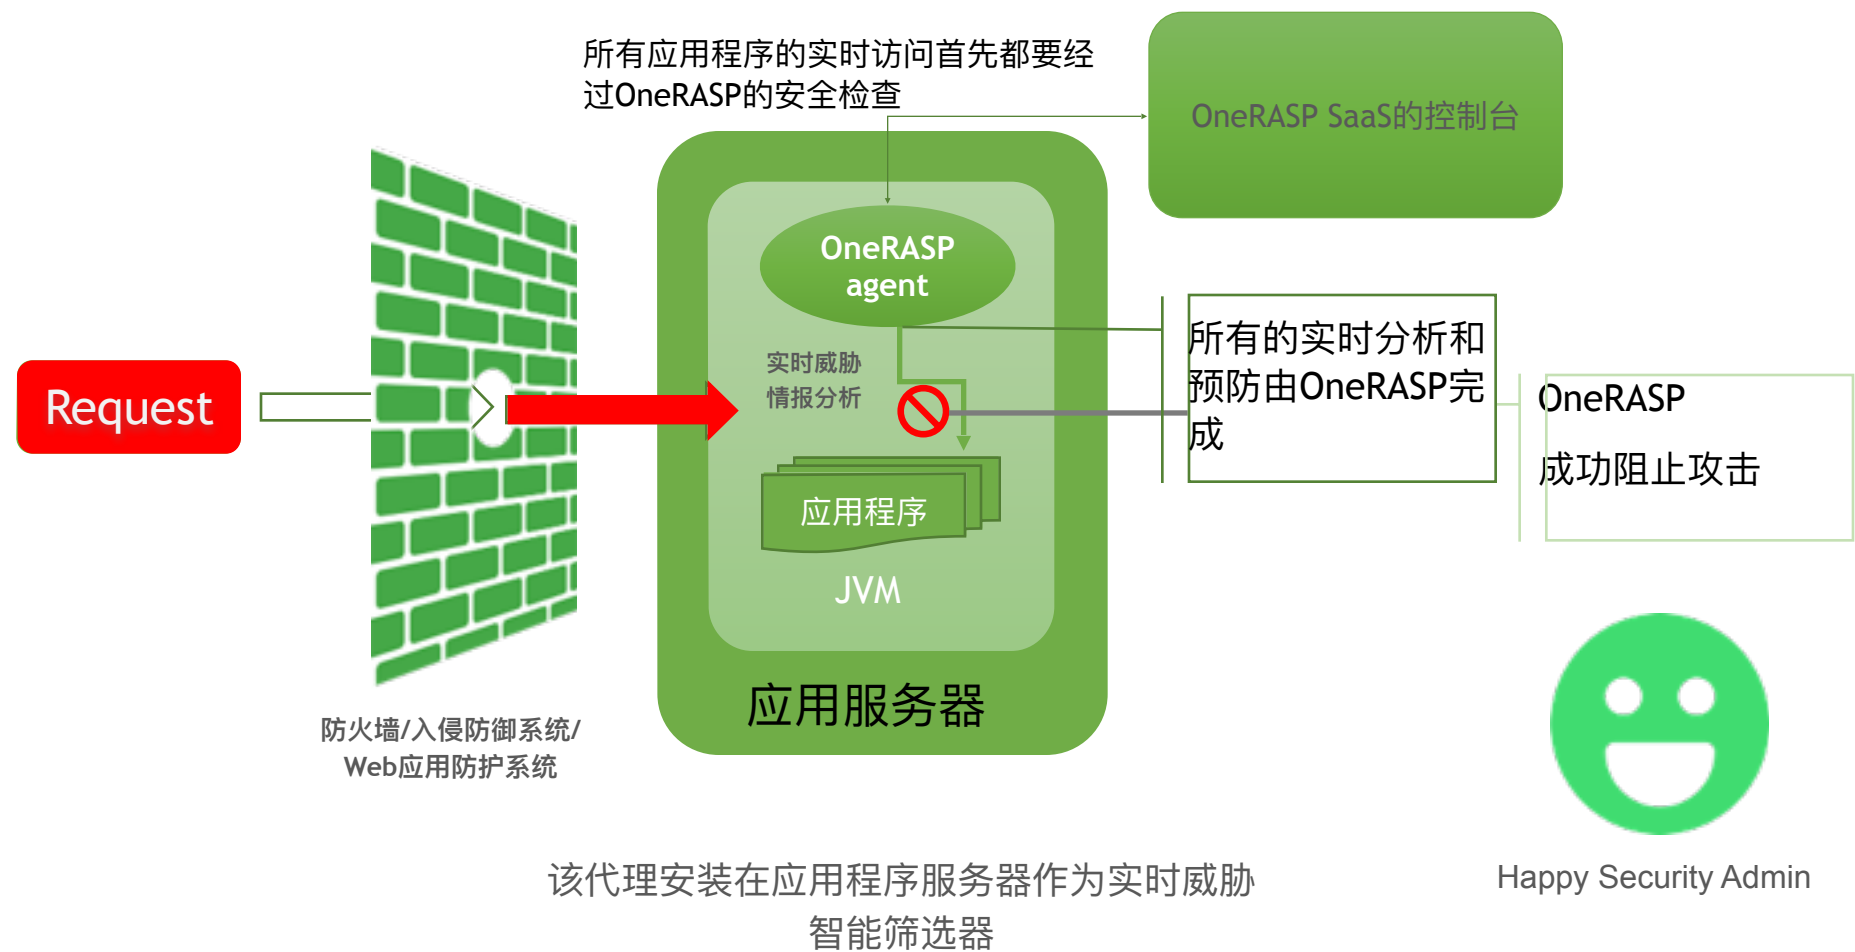 所有应用程序的实时访问首先都要经
过OneRASP的安全检查
OneRASP SaaS的控制台
OneRASP
agent
实时威胁
情报分析
Request
所有的实时分析和
预防由OneRASP完
成
OneRASP
成功阻止攻击
应用程序
JVM
应用服务器
防火墙/入侵防御系统/
Web应用防护系统
该代理安装在应用程序服务器作为实时威胁
智能筛选器
Happy Security Admin